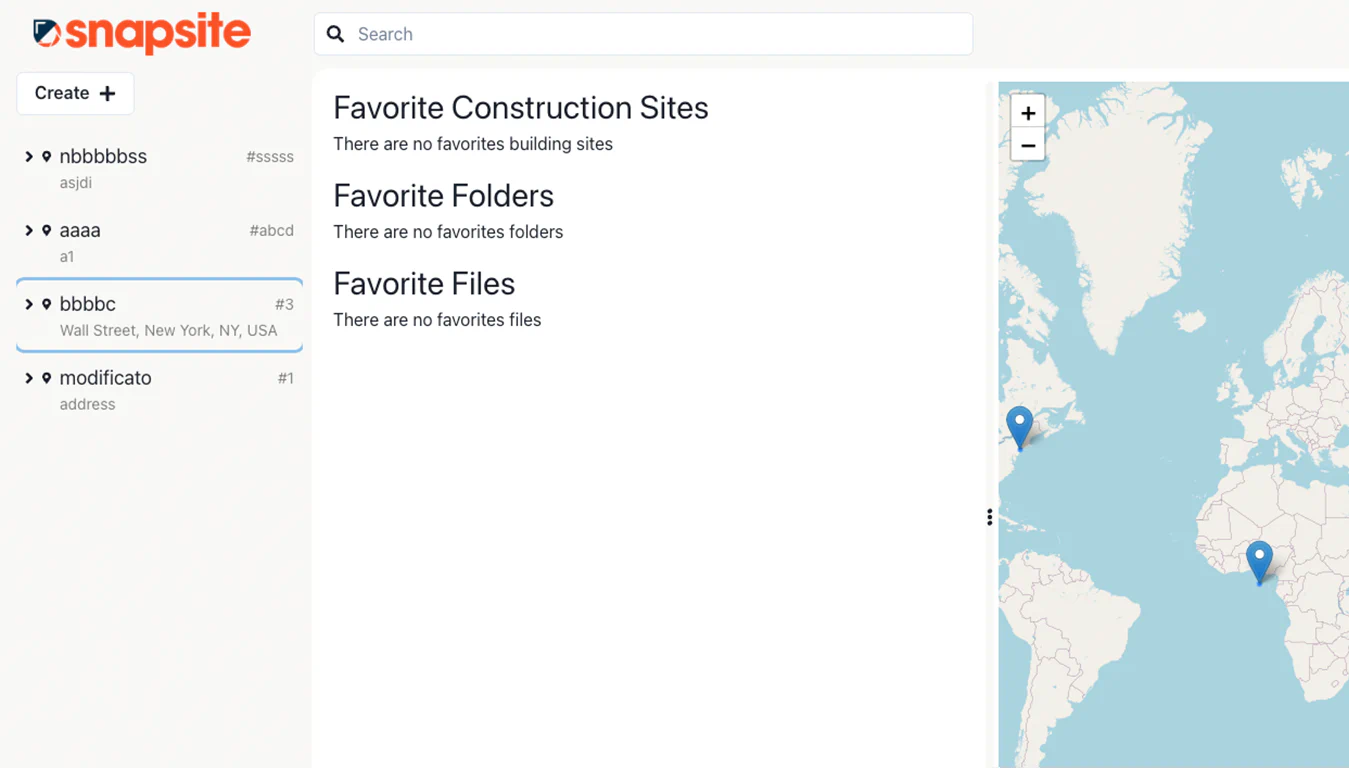 snapsite
Search
Create +
nbbbbbss #sssss
asjdi
aaaa #abcd
a1
bbbbc #3
Wall Street, New York, NY, USA
modificato #1
address
Favorite Construction Sites
There are no favorites building sites
Favorite Folders
There are no favorites folders
Favorite Files
There are no favorites files
+
−